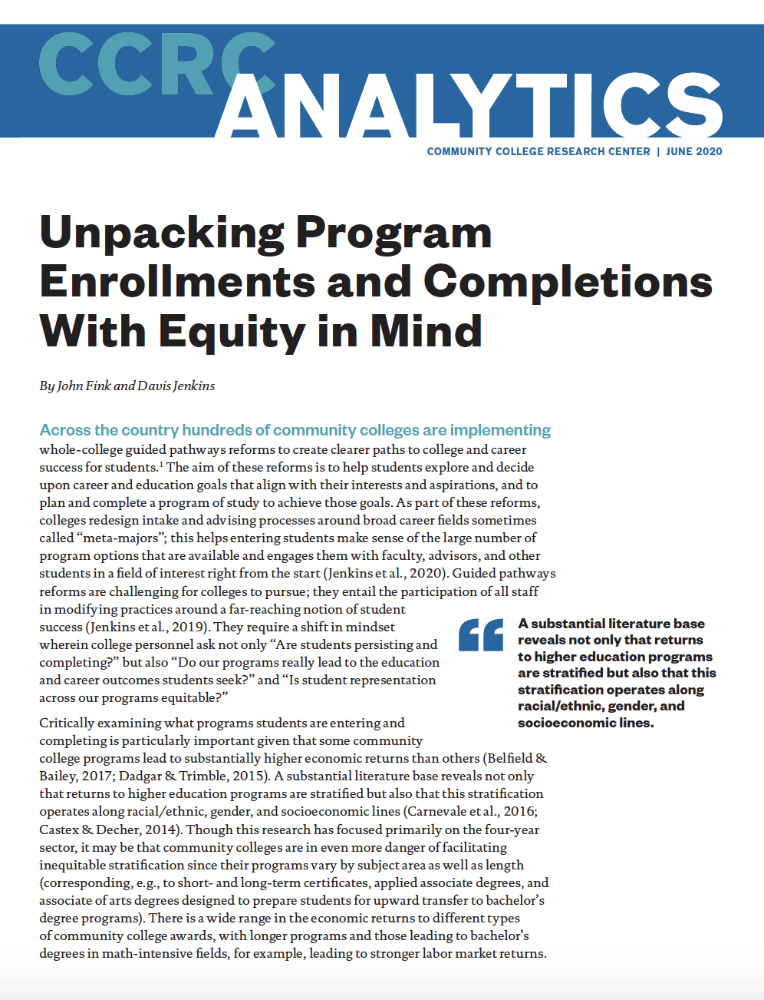 CCRC
ANALYTICS
COMMUNITY COLLEGE RESEARCH CENTER | JUNE 2020
Unpacking Program
Enrollments and Completions
With Equity in Mind
By John Fink and Davis Jenkins
Across the country hundreds of community colleges are implementing
whole-college guided pathways reforms to create clearer paths to college and career
success for students.¹ The aim of these reforms is to help students explore and decide
upon career and education goals that align with their interests and aspirations, and to
plan and complete a program of study to achieve those goals. As part of these reforms,
colleges redesign intake and advising processes around broad career fields sometimes
called “meta-majors”; this helps entering students make sense of the large number of
program options that are available and engages them with faculty, advisors, and other
students in a field of interest right from the start (Jenkins et al., 2020). Guided pathways
reforms are challenging for colleges to pursue; they entail the participation of all staff
in modifying practices around a far-reaching notion of student
success (Jenkins et al., 2019). They require a shift in mindset
wherein college personnel ask not only “Are students persisting and
completing?” but also “Do our programs really lead to the education
and career outcomes students seek?” and “Is student representation
across our programs equitable?”
“
A substantial literature base
reveals not only that returns
to higher education programs
are stratified but also that this
stratification operates along
racial/ethnic, gender, and
socioeconomic lines.
Critically examining what programs students are entering and
completing is particularly important given that some community
college programs lead to substantially higher economic returns than others (Belfield &
Bailey, 2017; Dadgar & Trimble, 2015). A substantial literature base reveals not only
that returns to higher education programs are stratified but also that this stratification
operates along racial/ethnic, gender, and socioeconomic lines (Carnevale et al., 2016;
Castex & Decher, 2014). Though this research has focused primarily on the four-year
sector, it may be that community colleges are in even more danger of facilitating
inequitable stratification since their programs vary by subject area as well as length
(corresponding, e.g., to short- and long-term certificates, applied associate degrees, and
associate of arts degrees designed to prepare students for upward transfer to bachelor’s
degree programs). There is a wide range in the economic returns to different types
of community college awards, with longer programs and those leading to bachelor’s
degrees in math-intensive fields, for example, leading to stronger labor market returns.